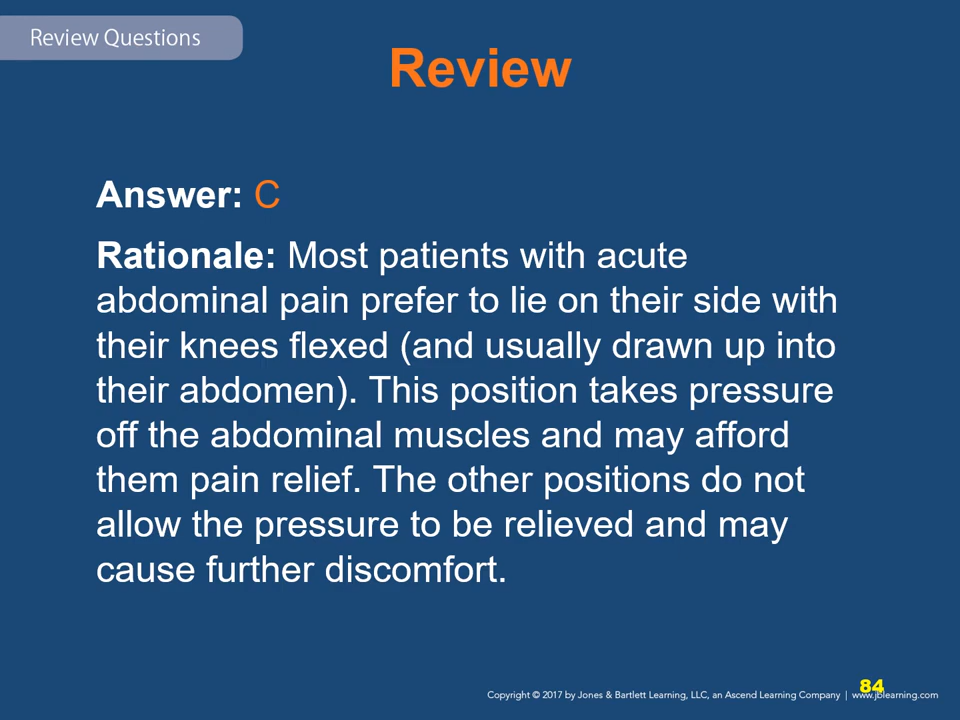 Review Questions
Review
Answer: C
Rationale: Most patients with acute
abdominal pain prefer to lie on their side with
their knees flexed (and usually drawn up into
their abdomen). This position takes pressure
off the abdominal muscles and may afford
them pain relief. The other positions do not
allow the pressure to be relieved and may
cause further discomfort.
84
Copyright © 2017 by Jones & Bartlett Learning, LLC, an Ascend Learning Company | www.jblearning.com